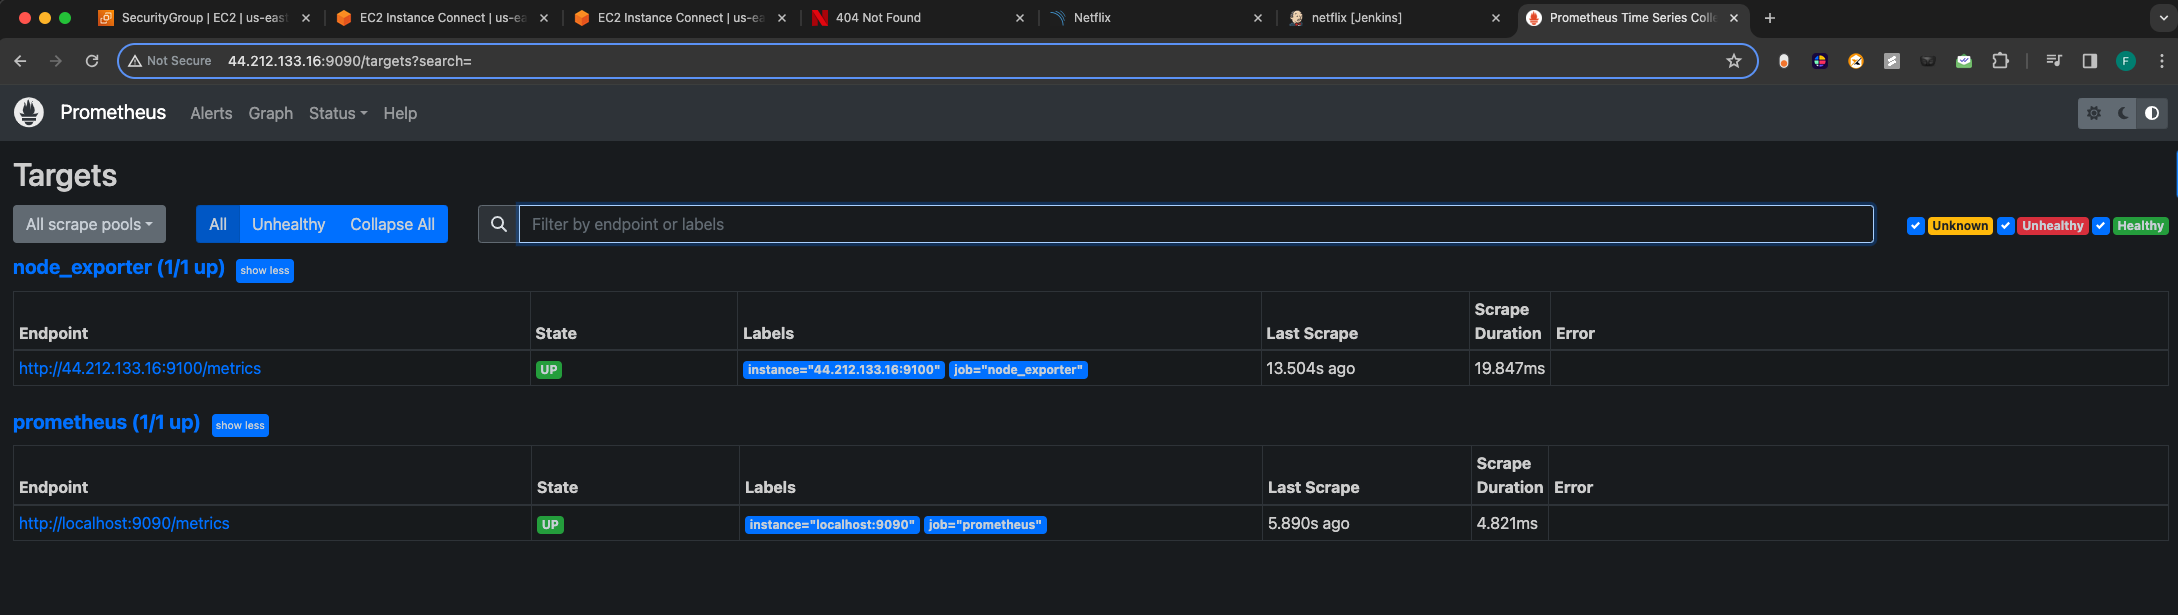 SecurityGroup | EC2 | us-east
EC2 Instance Connect | us-ea
EC2 Instance Connect | us-ea
404 Not Found
Netflix
netflix [Jenkins]
Prometheus Time Series Colle
Not Secure 44.212.133.16:9090/targets?search=
F
Prometheus Alerts Graph Status Help
Targets
All scrape pools All Unhealthy Collapse All Filter by endpoint or labels Unknown Unhealthy Healthy
node_exporter (1/1 up) show less
Endpoint State Labels Last Scrape Scrape Duration Error
http://44.212.133.16:9100/metrics UP instance="44.212.133.16:9100" job="node_exporter" 13.504s ago 19.847ms
prometheus (1/1 up) show less
Endpoint State Labels Last Scrape Scrape Duration Error
http://localhost:9090/metrics UP instance="localhost:9090" job="prometheus" 5.890s ago 4.821ms